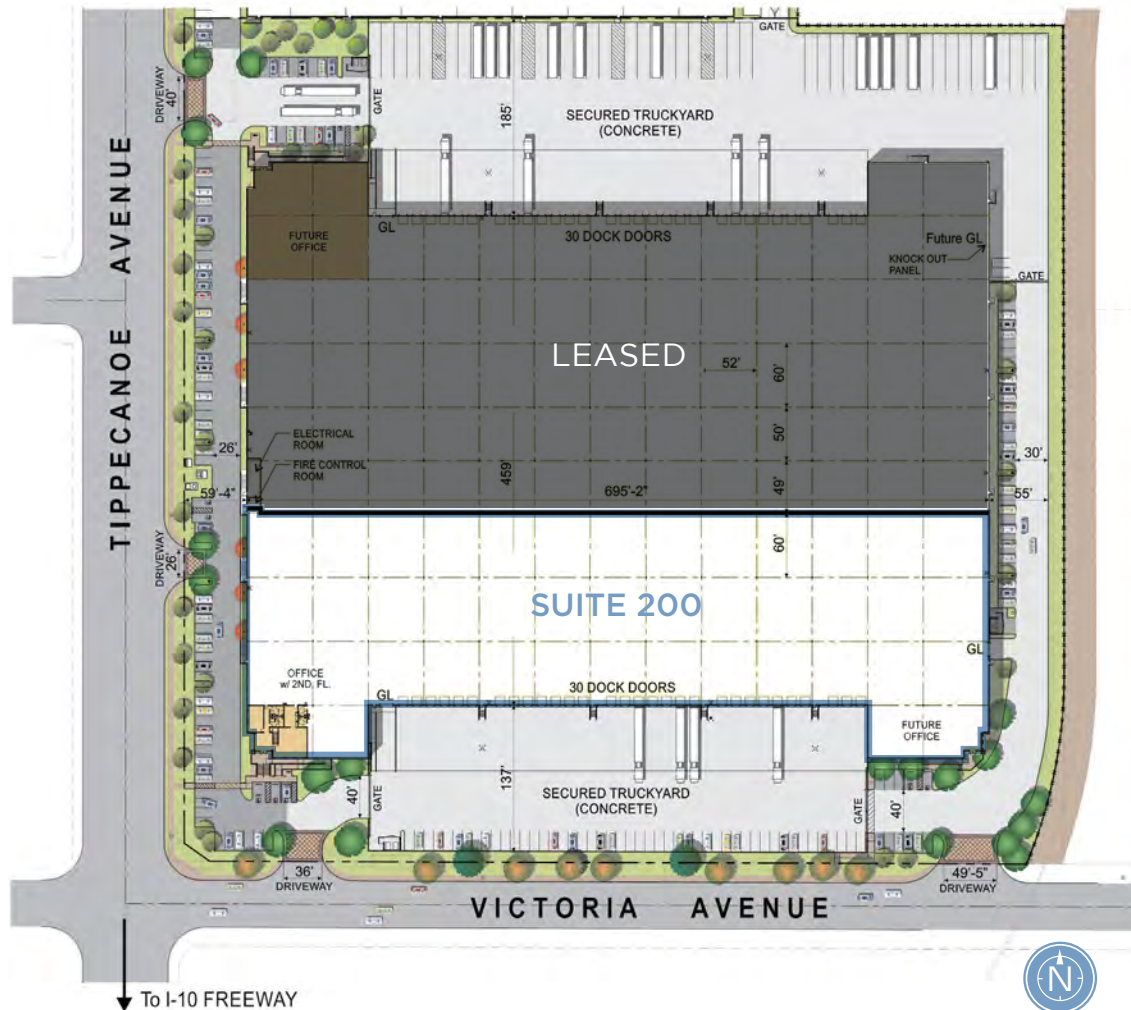 GATE
DRIVEWAY
40'
GATE
185'
SECURED TRUCKYARD
(CONCRETE)
TIPPECANOE AVENUE
FUTURE
OFFICE
GL
30 DOCK DOORS
Future GL
KNOCK OUT
PANEL
GATE
LEASED
52'
60'
50'
ELECTRICAL
ROOM
FIRE CONTROL
ROOM
26'
459'
49'
30'
59'-4"
695'-2"
55'
DRIVEWAY
26'
60'
SUITE 200
GL
OFFICE
w/ 2ND. FL.
GL
30 DOCK DOORS
FUTURE
OFFICE
40'
GATE
137'
SECURED TRUCKYARD
(CONCRETE)
GATE
40'
36'
DRIVEWAY
49'-5"
DRIVEWAY
VICTORIA AVENUE
N
To I-10 FREEWAY